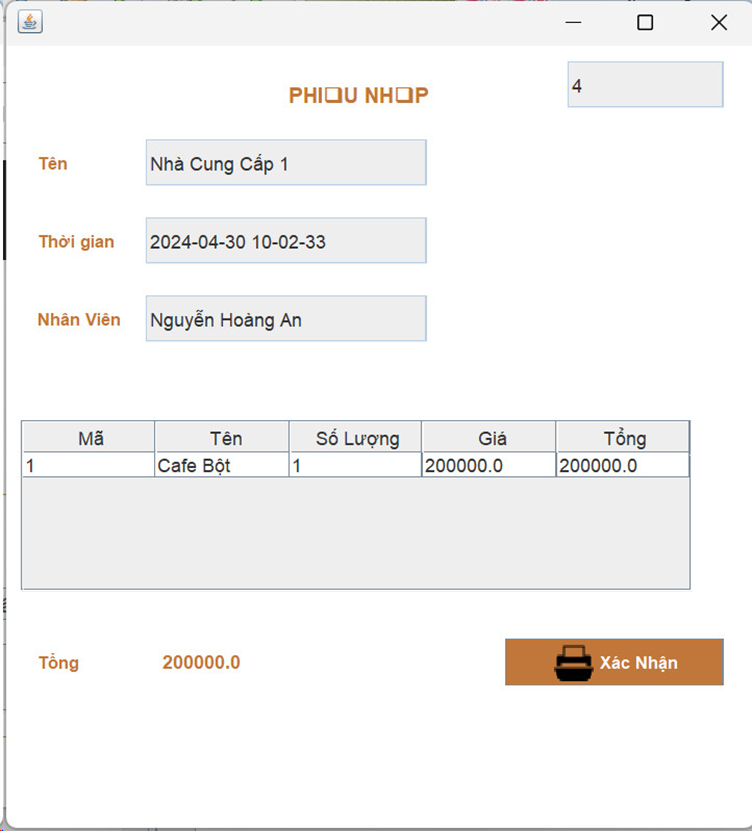 4
PHI□U NH□P
Tên Nhà Cung Cấp 1
Thời gian 2024-04-30 10-02-33
Nhân Viên Nguyễn Hoàng An
Mã Tên Số Lượng Giá Tổng
1 Cafe Bột 1 200000.0 200000.0
Tổng 200000.0 Xác Nhận